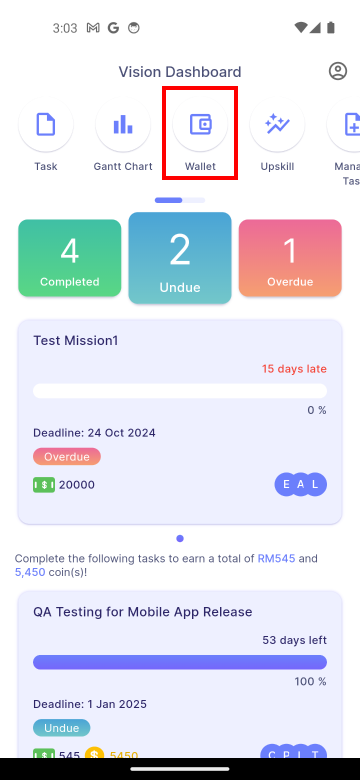 3:03
Vision Dashboard
Task
Gantt Chart
Wallet
Upskill
Mana
Tas
4
Completed
2
Undue
1
Overdue
Test Mission1
15 days late
0 %
Deadline: 24 Oct 2024
Overdue
$ 20000
E A L
Complete the following tasks to earn a total of RM545 and
5,450 coin(s)!
QA Testing for Mobile App Release
53 days left
100 %
Deadline: 1 Jan 2025
Undue
545 $ 5450
C P L T